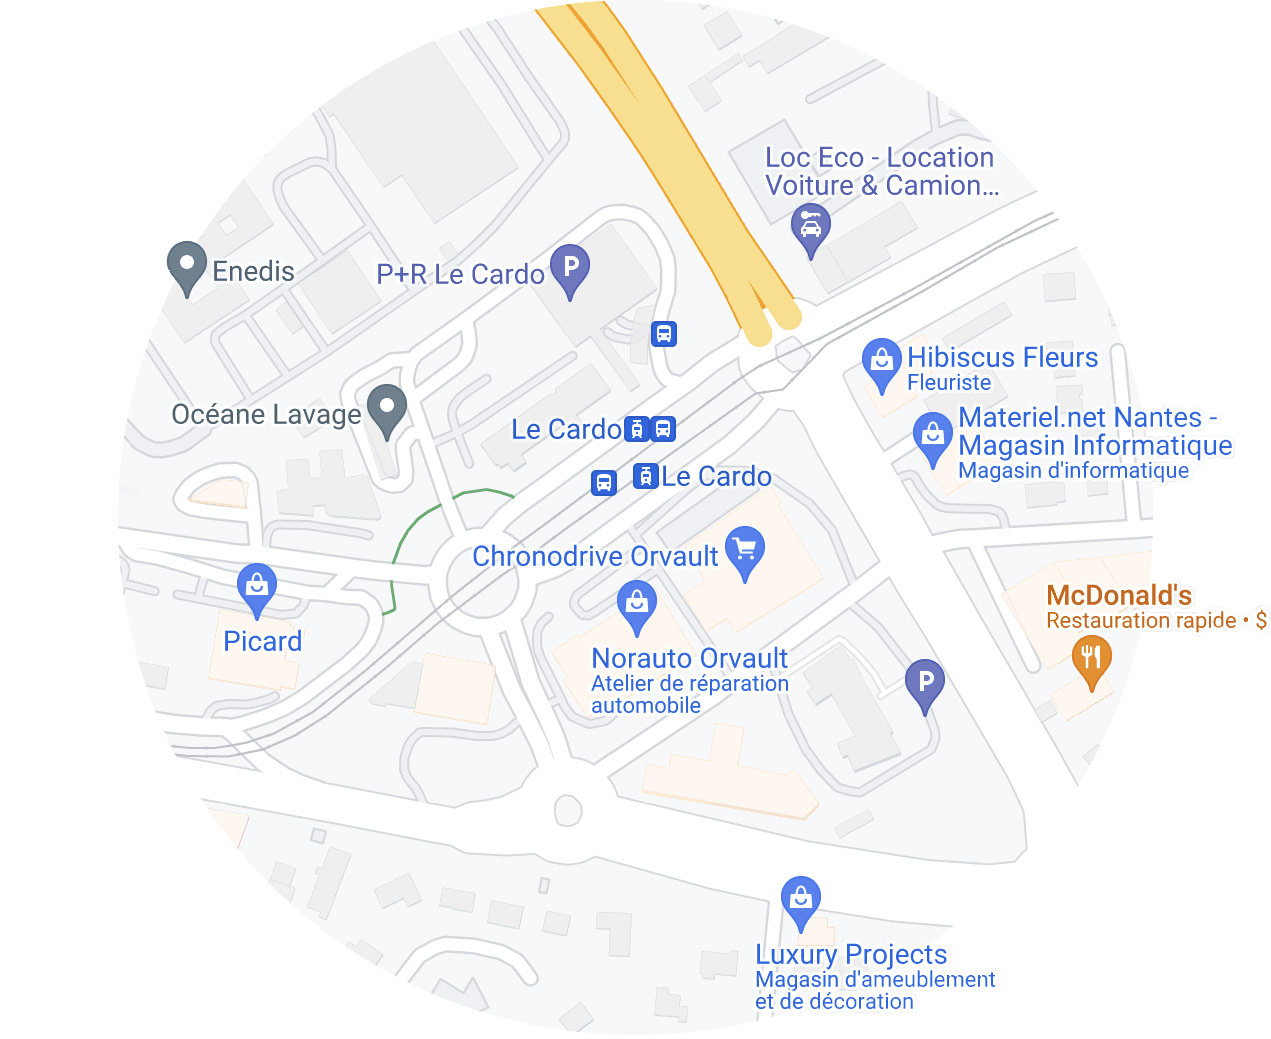 Loc Eco - Location
Voiture & Camion...
Enedis
P+R Le Cardo
P
Hibiscus Fleurs
Fleuriste
Océane Lavage
Le Cardo
Materiel.net Nantes -
Magasin Informatique
Magasin d'informatique
Le Cardo
Chronodrive Orvault
McDonald's
Restauration rapide • $
Picard
Norauto Orvault
Atelier de réparation
automobile
P
Luxury Projects
Magasin d'ameublement
et de décoration